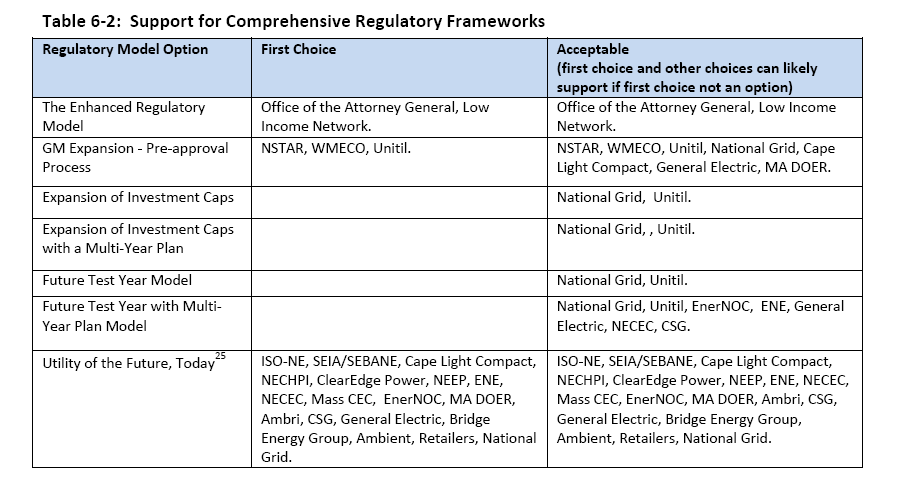 Table 6-2: Support for Comprehensive Regulatory Frameworks
Regulatory Model Option
First Choice
Acceptable
(first choice and other choices can likely
support if first choice not an option)
The Enhanced Regulatory
Model
Office of the Attorney General, Low
Income Network.
Office of the Attorney General, Low Income
Network.
GM Expansion - Pre-approval
Process
NSTAR, WMECO, Unitil.
NSTAR, WMECO, Unitil, National Grid, Cape
Light Compact, General Electric, MA DOER.
Expansion of Investment Caps
National Grid, Unitil.
Expansion of Investment Caps
with a Multi-Year Plan
National Grid, , Unitil.
Future Test Year Model
National Grid, Unitil.
Future Test Year with Multi-
Year Plan Model
National Grid, Unitil, EnerNOC, ENE, General
Electric, NECEC, CSG.
Utility of the Future, Today25
ISO-NE, SEIA/SEBANE, Cape Light Compact,
NECHPI, ClearEdge Power, NEEP, ENE,
NECEC, Mass CEC, EnerNOC, MA DOER,
Ambri, CSG, General Electric, Bridge
Energy Group, Ambient, Retailers, National
Grid.
ISO-NE, SEIA/SEBANE, Cape Light Compact,
NECHPI, ClearEdge Power, NEEP, ENE, NECEC,
Mass CEC, EnerNOC, MA DOER, Ambri, CSG,
General Electric, Bridge Energy Group,
Ambient, Retailers, National Grid.